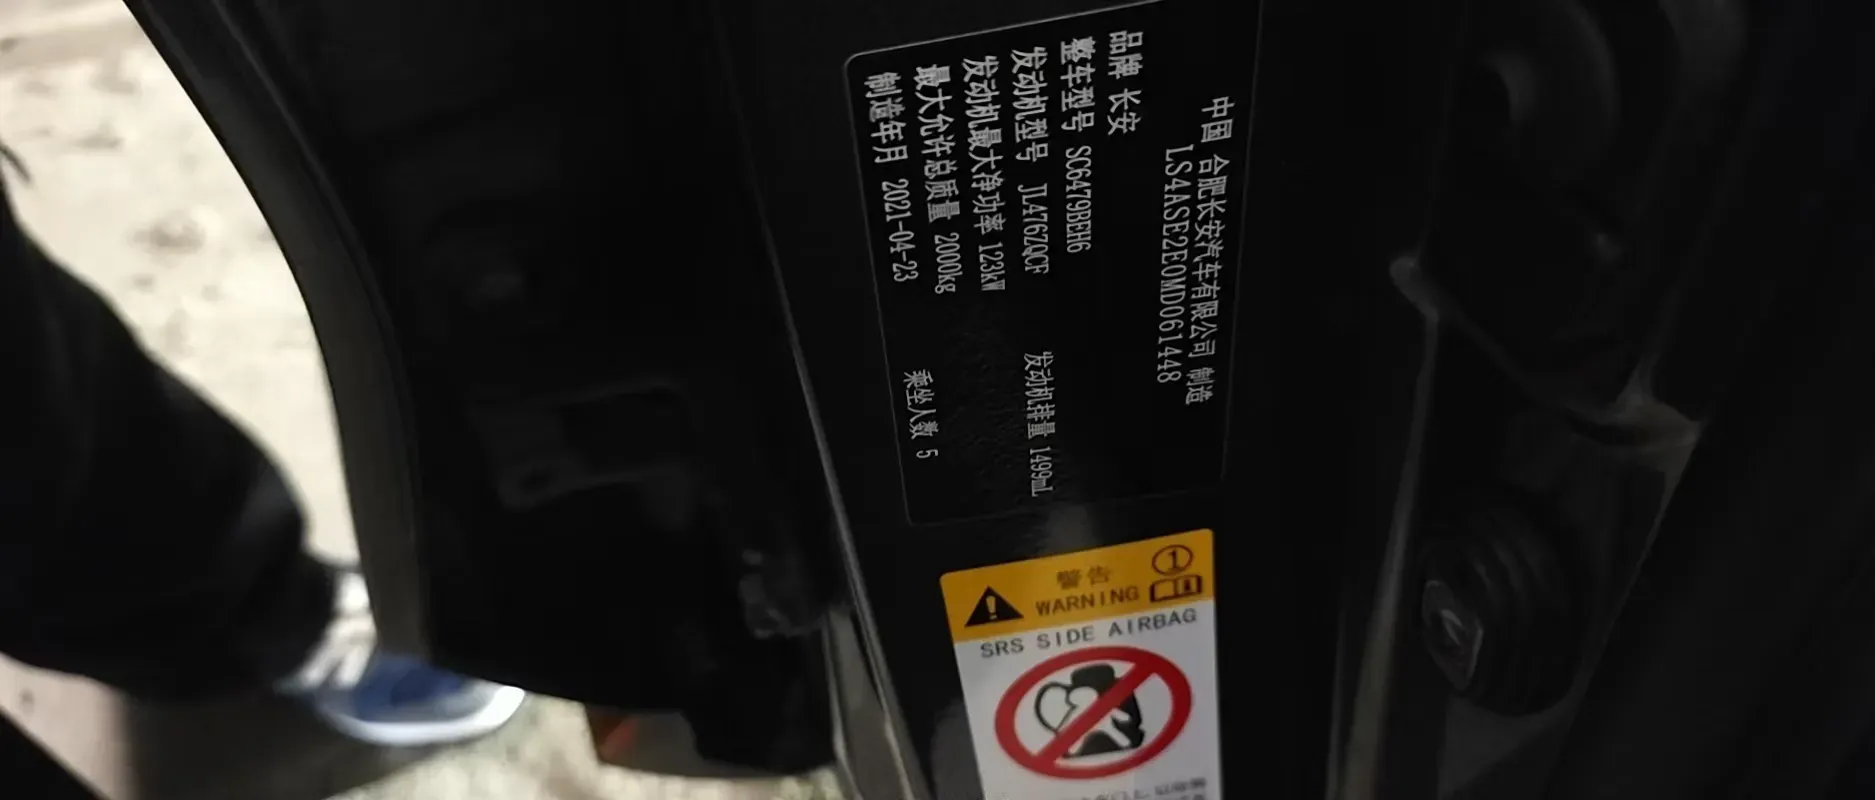 中国 合肥长安汽车有限公司 制造
LS4ASE2E0MD061448
品牌 长安
整车型号 SC6479BEH6
发动机型号 JL476ZQCF 发动机排量 1499mL
发动机最大净功率 123kW
最大允许总质量 2000kg
制造年月 2021-04-23 乘坐人数 5
警告 ①
WARNING
SRS SIDE AIRBAG